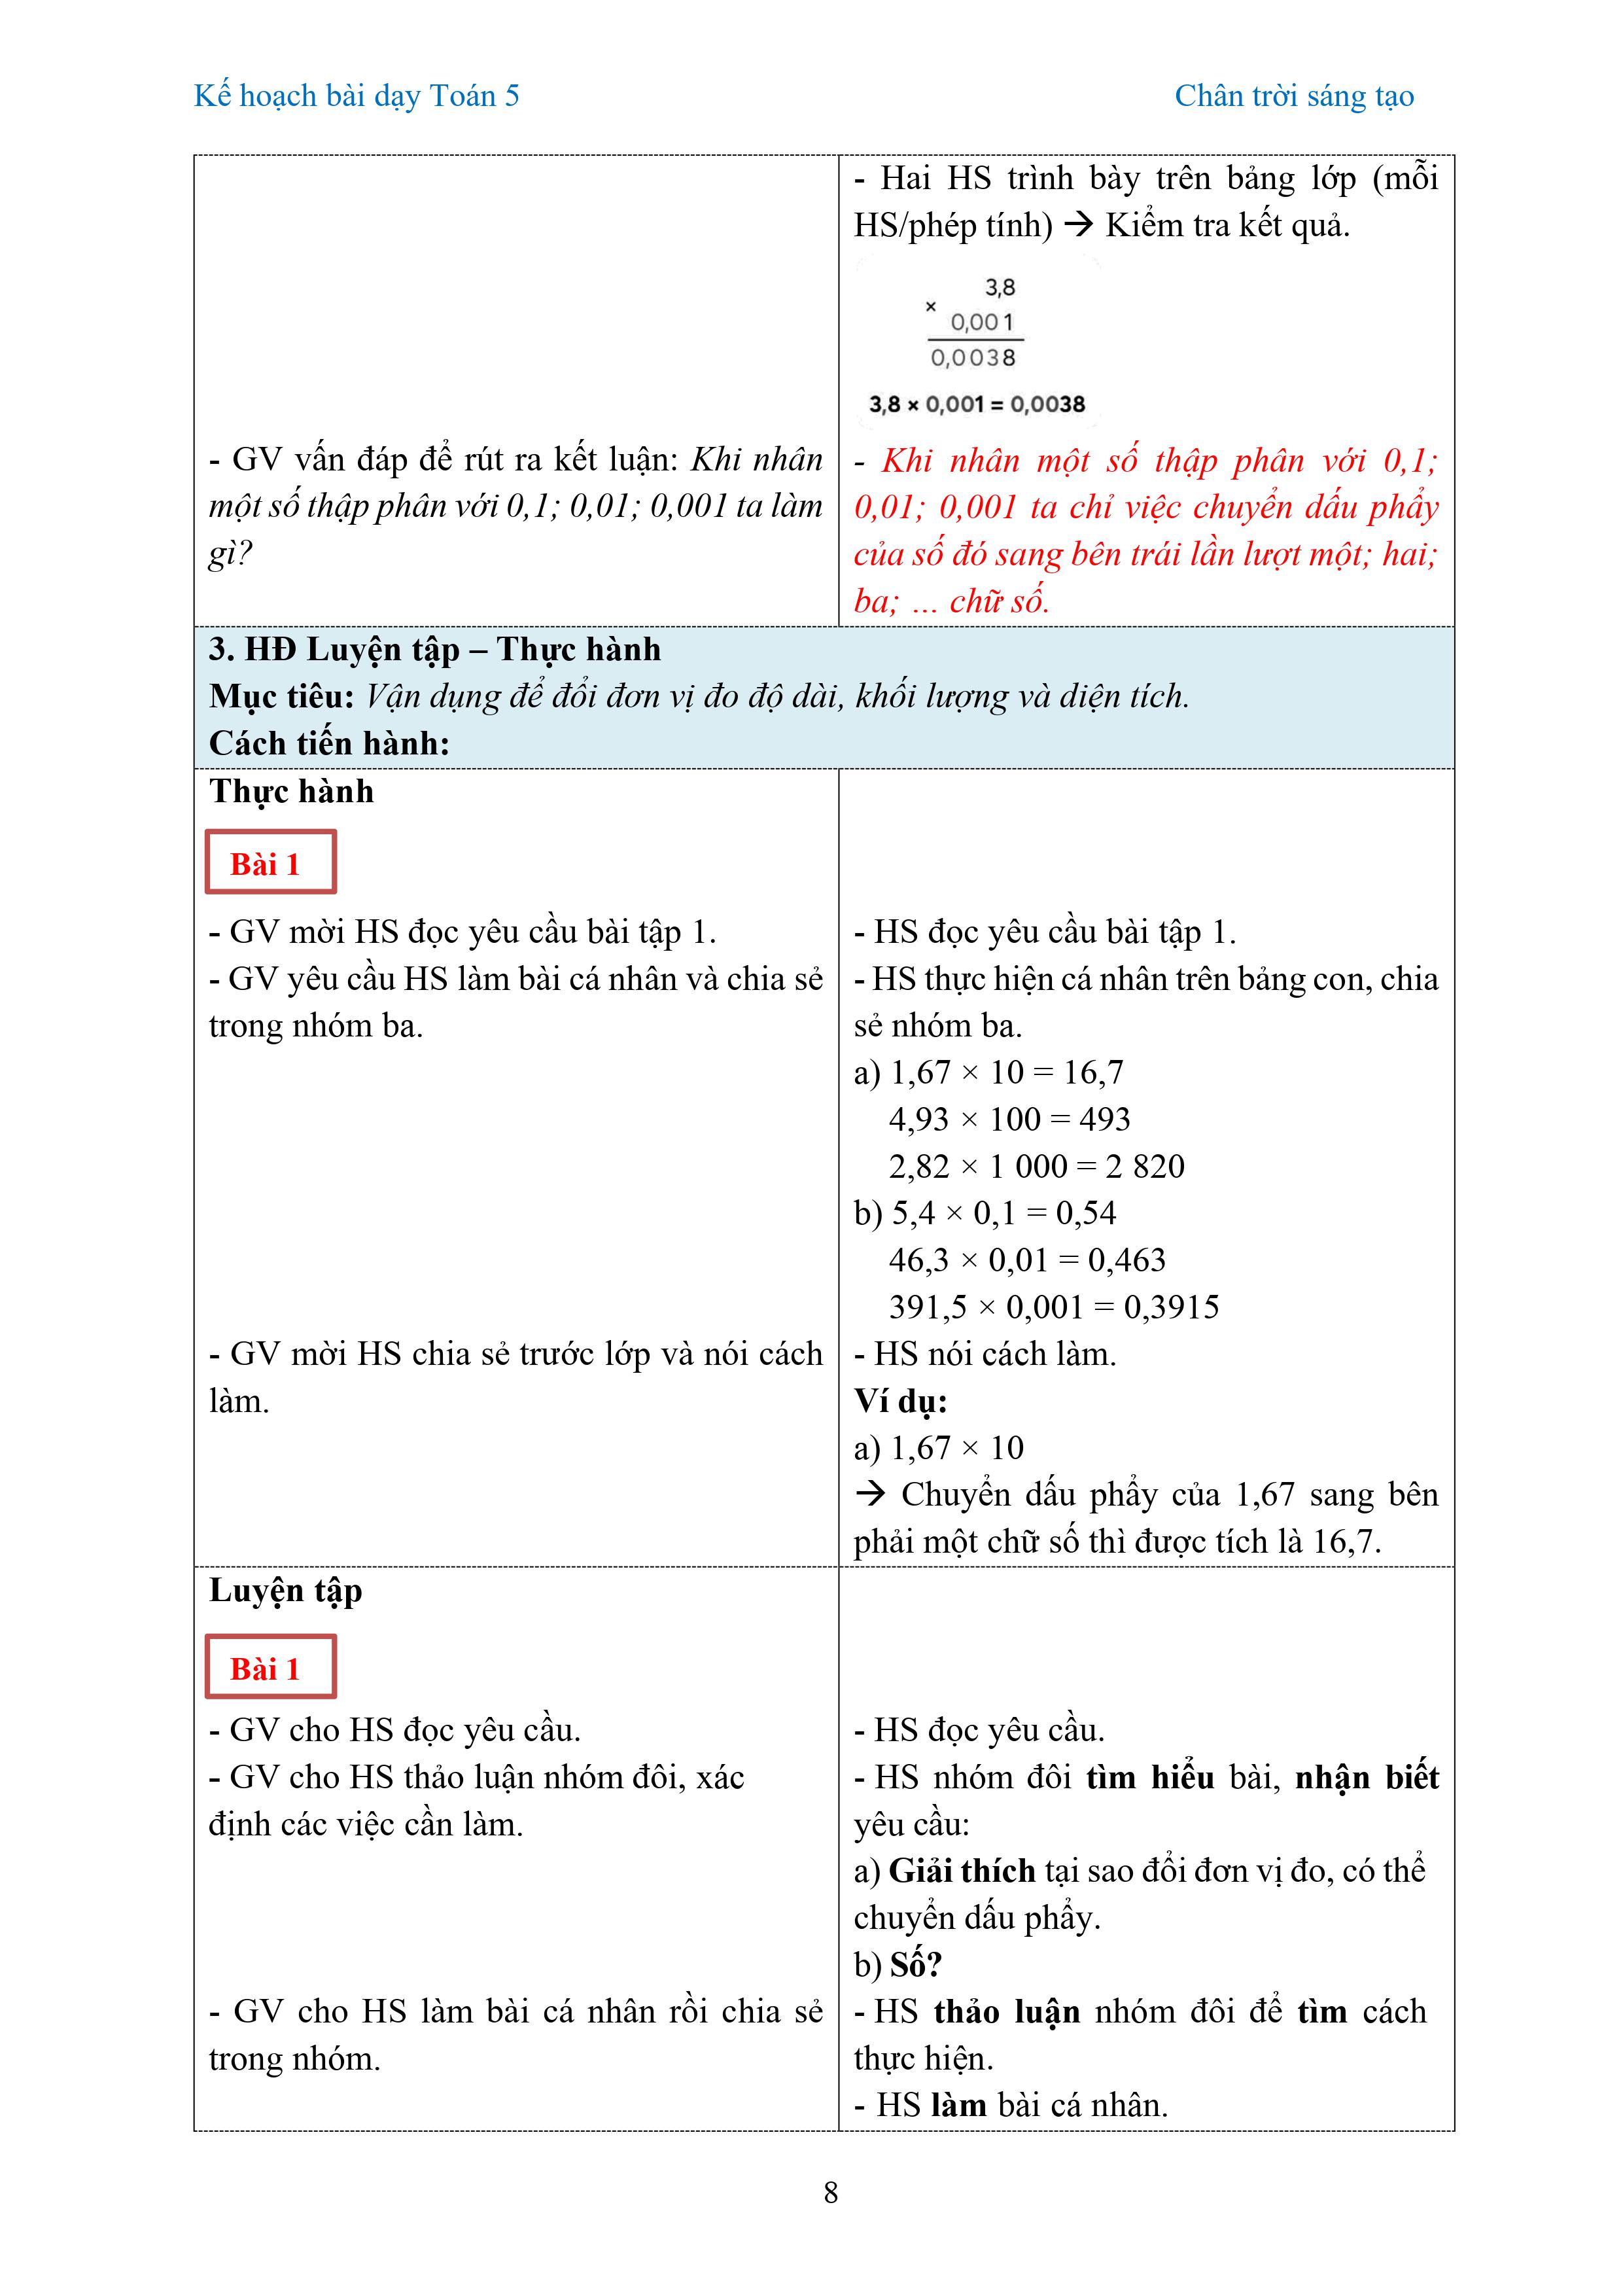 Kế hoạch bài dạy Toán 5
Chân trời sáng tạo
- Hai HS trình bày trên bảng lớp (mỗi
HS/phép tính) → Kiểm tra kết quả.
3,8
×
0,001
0,0038
3,8 × 0,001 = 0,0038
- GV vấn đáp để rút ra kết luận: Khi nhân
một số thập phân với 0,1; 0,01; 0,001 ta làm
gì?
- Khi nhân một số thập phân với 0,1;
0,01; 0,001 ta chỉ việc chuyển dấu phẩy
của số đó sang bên trái lần lượt một; hai;
ba; … chữ số.
3. HĐ Luyện tập – Thực hành
Mục tiêu: Vận dụng để đổi đơn vị đo độ dài, khối lượng và diện tích.
Cách tiến hành:
Thực hành
Bài 1
- GV mời HS đọc yêu cầu bài tập 1.
- GV yêu cầu HS làm bài cá nhân và chia sẻ
trong nhóm ba.
- GV mời HS chia sẻ trước lớp và nói cách
làm.
- HS đọc yêu cầu bài tập 1.
- HS thực hiện cá nhân trên bảng con, chia
sẻ nhóm ba.
a) 1,67 × 10 = 16,7
4,93 × 100 = 493
2,82 × 1 000 = 2 820
b) 5,4 × 0,1 = 0,54
46,3 × 0,01 = 0,463
391,5 × 0,001 = 0,3915
- HS nói cách làm.
Ví dụ:
a) 1,67 × 10
→ Chuyển dấu phẩy của 1,67 sang bên
phải một chữ số thì được tích là 16,7.
Luyện tập
Bài 1
- GV cho HS đọc yêu cầu.
- GV cho HS thảo luận nhóm đôi, xác
định các việc cần làm.
- GV cho HS làm bài cá nhân rồi chia sẻ
trong nhóm.
- HS đọc yêu cầu.
- HS nhóm đôi tìm hiểu bài, nhận biết
yêu cầu:
a) Giải thích tại sao đổi đơn vị đo, có thể
chuyển dấu phẩy.
b) Số?
- HS thảo luận nhóm đôi để tìm cách
thực hiện.
- HS làm bài cá nhân.
8